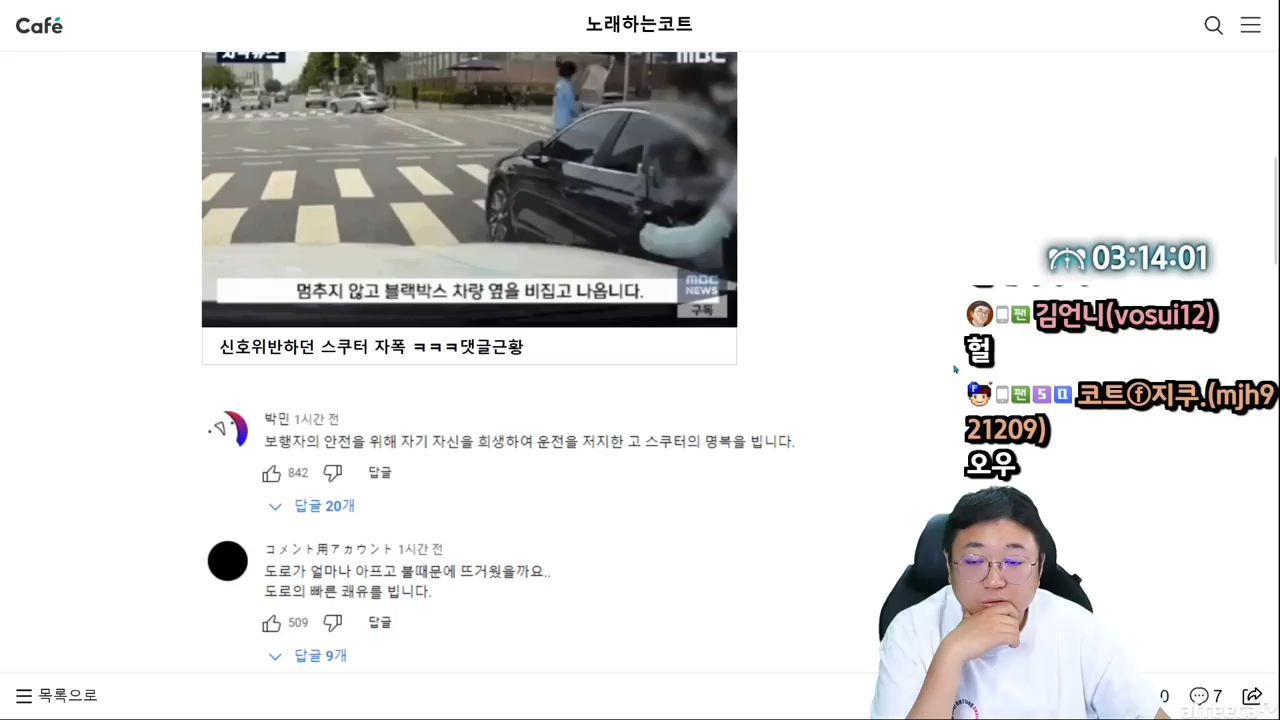 Café
노래하는코트
MBC
멈추지 않고 블랙박스 차량 옆을 비집고 나옵니다.
MBC
NEWS
구독
신호위반하던 스쿠터 자폭 ㅋㅋㅋ댓글근황
박민 1시간 전
보행자의 안전을 위해 자기 자신을 희생하여 운전을 저지한 고 스쿠터의 명복을 빕니다.
842 답글
답글 20개
コメント用アカウント 1시간 전
도로가 얼마나 아프고 불때문에 뜨거웠을까요..
도로의 빠른 쾌유를 빕니다.
509 답글
답글 9개
목록으로
03:14:01
팬 김언니(vosui12)
헐
팬 S 코트ⓕ지쿠.(mjh9
21209)
오우
0 7
afreecaTV